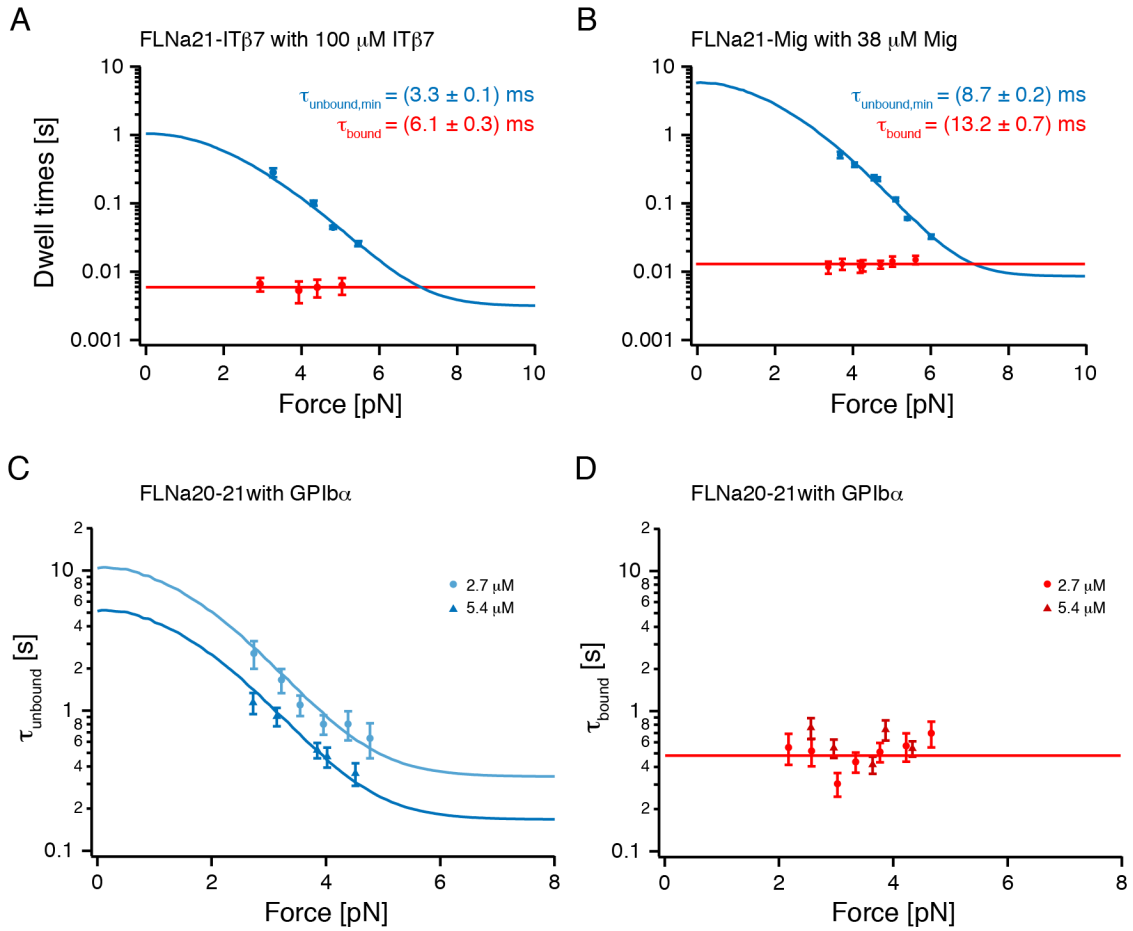 A
FLNa21-ITβ7 with 100 μM ITβ7
Dwell times [s]
10
1
0.1
0.01
0.001
τunbound,min = (3.3 ± 0.1) ms
τbound = (6.1 ± 0.3) ms
0 2 4 6 8 10
Force [pN]
B
FLNa21-Mig with 38 μM Mig
10
1
0.1
0.01
0.001
τunbound,min = (8.7 ± 0.2) ms
τbound = (13.2 ± 0.7) ms
0 2 4 6 8 10
Force [pN]
C
FLNa20-21with GPIbα
τunbound [s]
2
10
8
6
4
2
1
8
6
4
2
0.1
2.7 μM
5.4 μM
0 2 4 6 8
Force [pN]
D
FLNa20-21with GPIbα
τbound [s]
2
10
8
6
4
2
1
8
6
4
2
0.1
2.7 μM
5.4 μM
0 2 4 6 8
Force [pN]